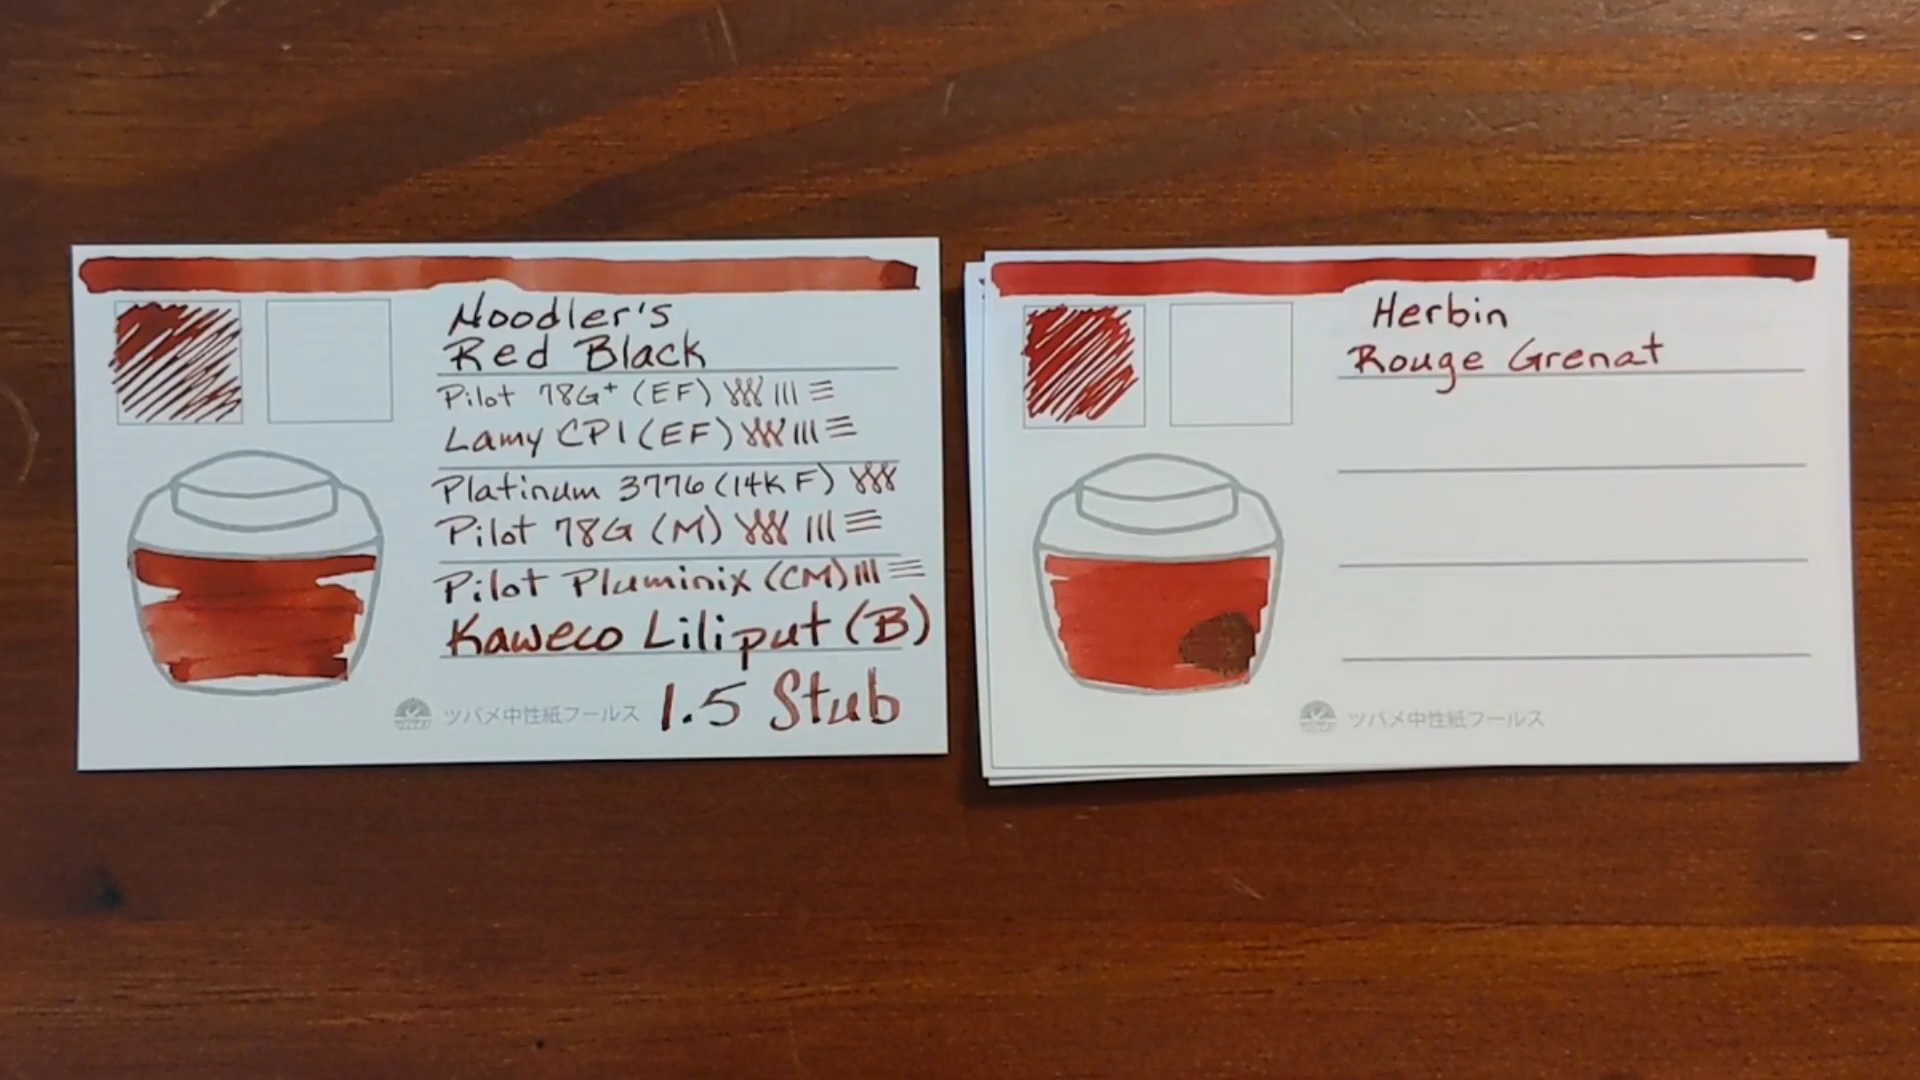 Noodler's
Red Black
Pilot 78G+ (EF)
Lamy CP1 (EF)
Platinum 3776 (14K F)
Pilot 78G (M)
Pilot Pluminix (CM)
Kaweco Liliput (B)
1.5 Stub
ツバメ中性紙フールス
Herbin
Rouge Grenat
ツバメ中性紙フールス